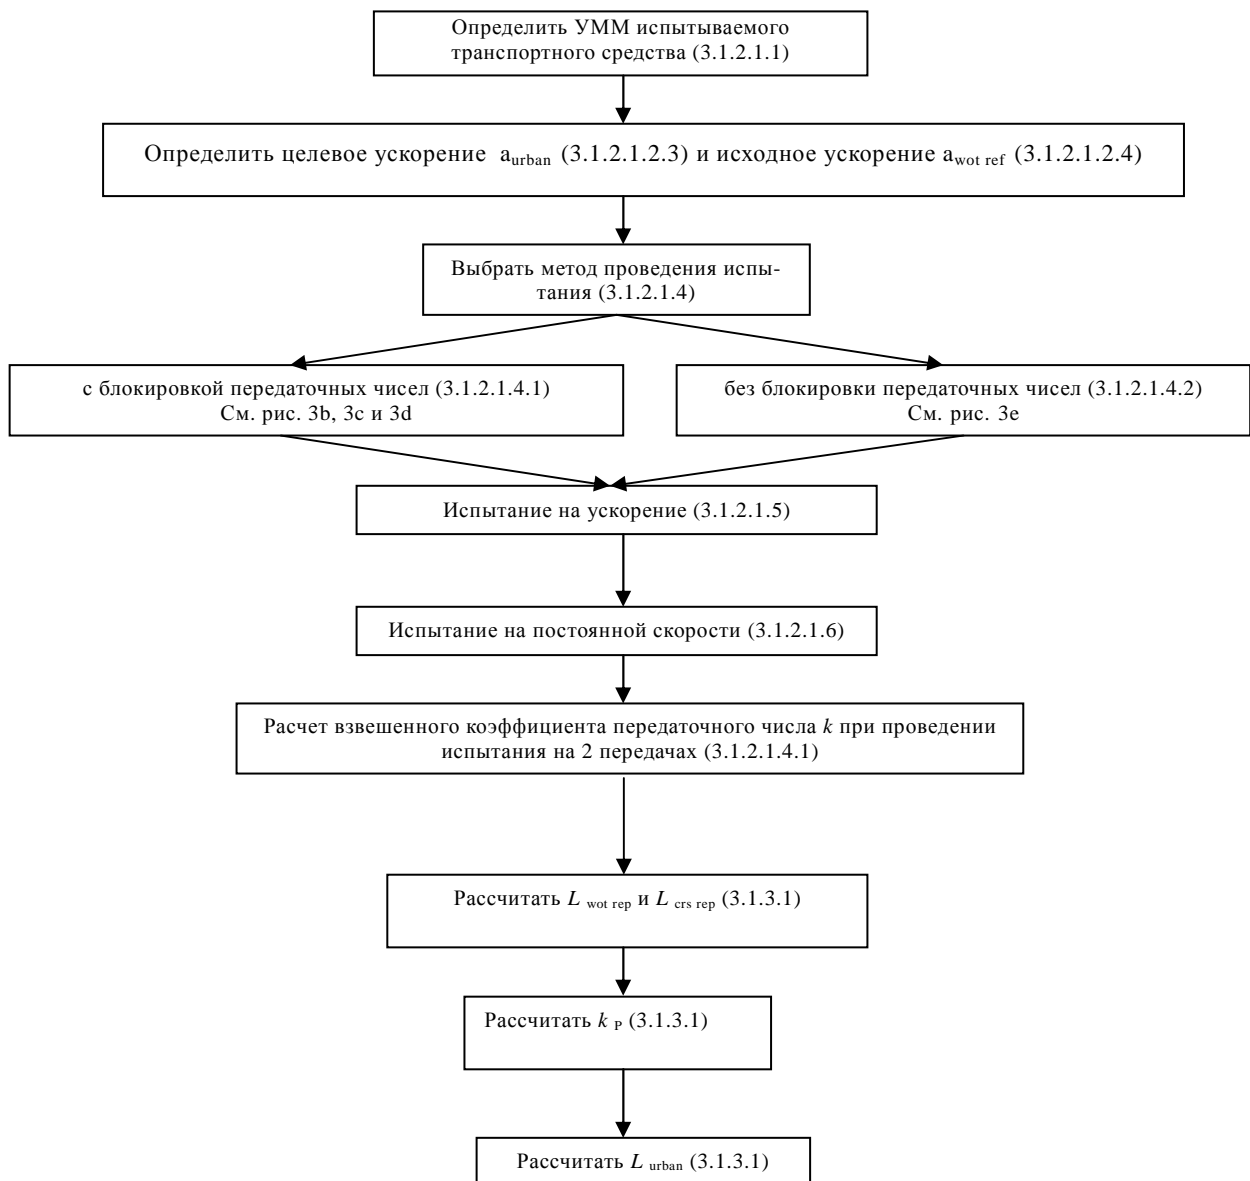 Определить УММ испытываемого
транспортного средства (3.1.2.1.1)
Определить целевое ускорение a urban (3.1.2.1.2.3) и исходное ускорение a wot ref (3.1.2.1.2.4)
Выбрать метод проведения испы-
тания (3.1.2.1.4)
с блокировкой передаточных чисел (3.1.2.1.4.1)
См. рис. 3b, 3c и 3d
без блокировки передаточных чисел (3.1.2.1.4.2)
См. рис. 3e
Испытание на ускорение (3.1.2.1.5)
Испытание на постоянной скорости (3.1.2.1.6)
Расчет взвешенного коэффициента передаточного числа k при проведении
испытания на 2 передачах (3.1.2.1.4.1)
Рассчитать L wot rep и L crs rep (3.1.3.1)
Рассчитать k P (3.1.3.1)
Рассчитать L urban (3.1.3.1)